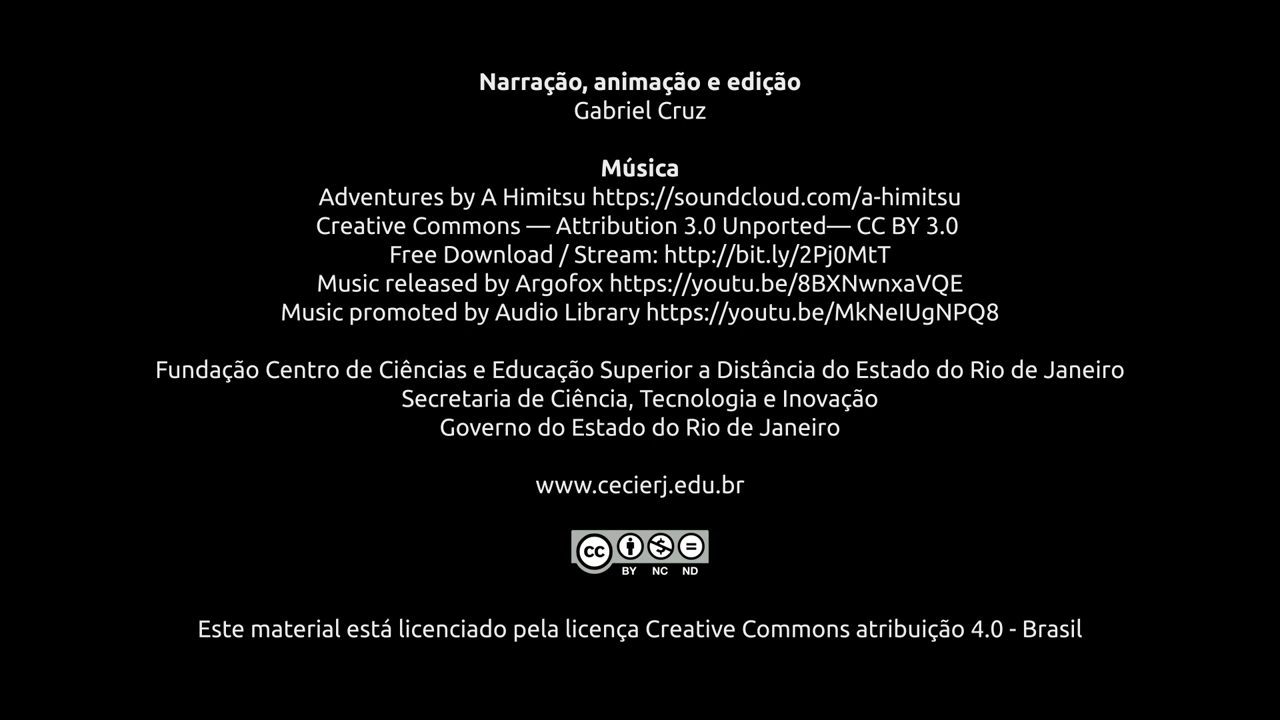 Narração, animação e edição
Gabriel Cruz
Música
Adventures by A Himitsu https://soundcloud.com/a-himitsu
Creative Commons — Attribution 3.0 Unported— CC BY 3.0
Free Download / Stream: http://bit.ly/2Pj0MtT
Music released by Argofox https://youtu.be/8BXNwnxaVQE
Music promoted by Audio Library https://youtu.be/MkNeIUgNPQ8
Fundação Centro de Ciências e Educação Superior a Distância do Estado do Rio de Janeiro
Secretaria de Ciência, Tecnologia e Inovação
Governo do Estado do Rio de Janeiro
www.cecierj.edu.br
cc
BY NC ND
Este material está licenciado pela licença Creative Commons atribuição 4.0 - Brasil